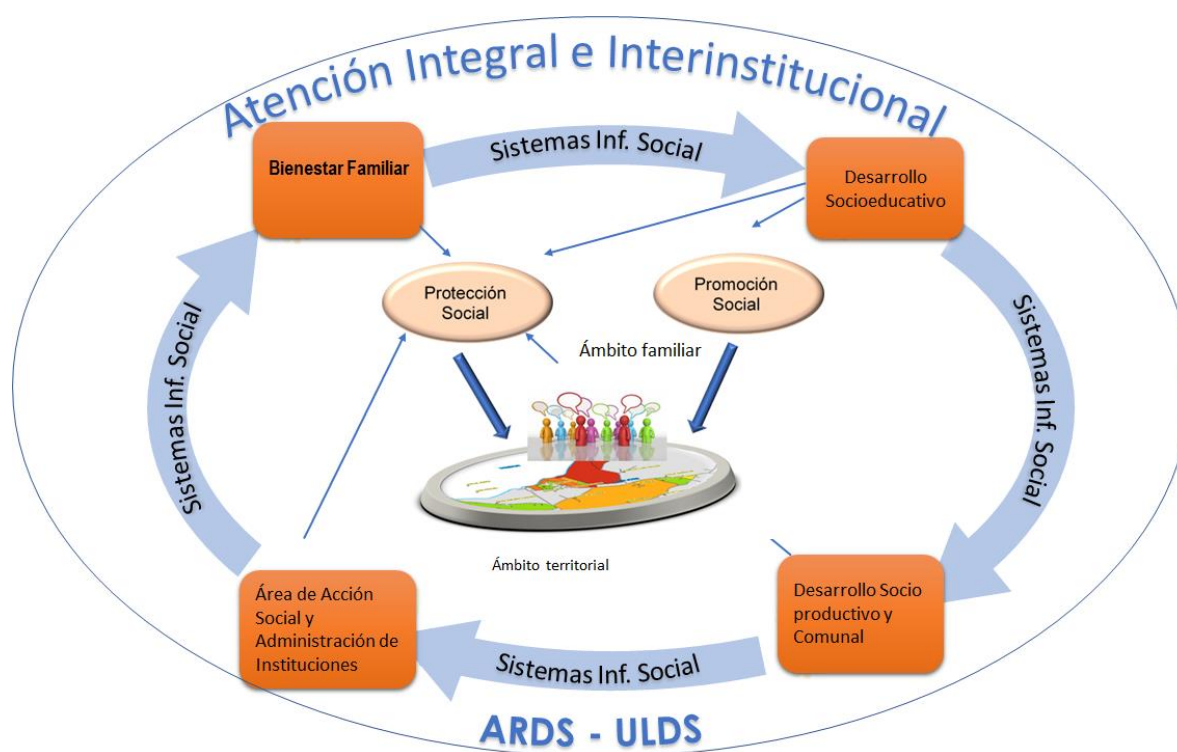 Atención Integral e Interinstitucional
Bienestar Familiar
Sistemas Inf. Social
Desarrollo
Socioeducativo
Protección
Social
Promoción
Social
Sistemas Inf. Social
Sistemas Inf. Social
Ámbito familiar
Ámbito territorial
Área de Acción
Social y
Administración de
Instituciones
Desarrollo Socio
productivo y
Comunal
Sistemas Inf. Social
ARDS - ULDS